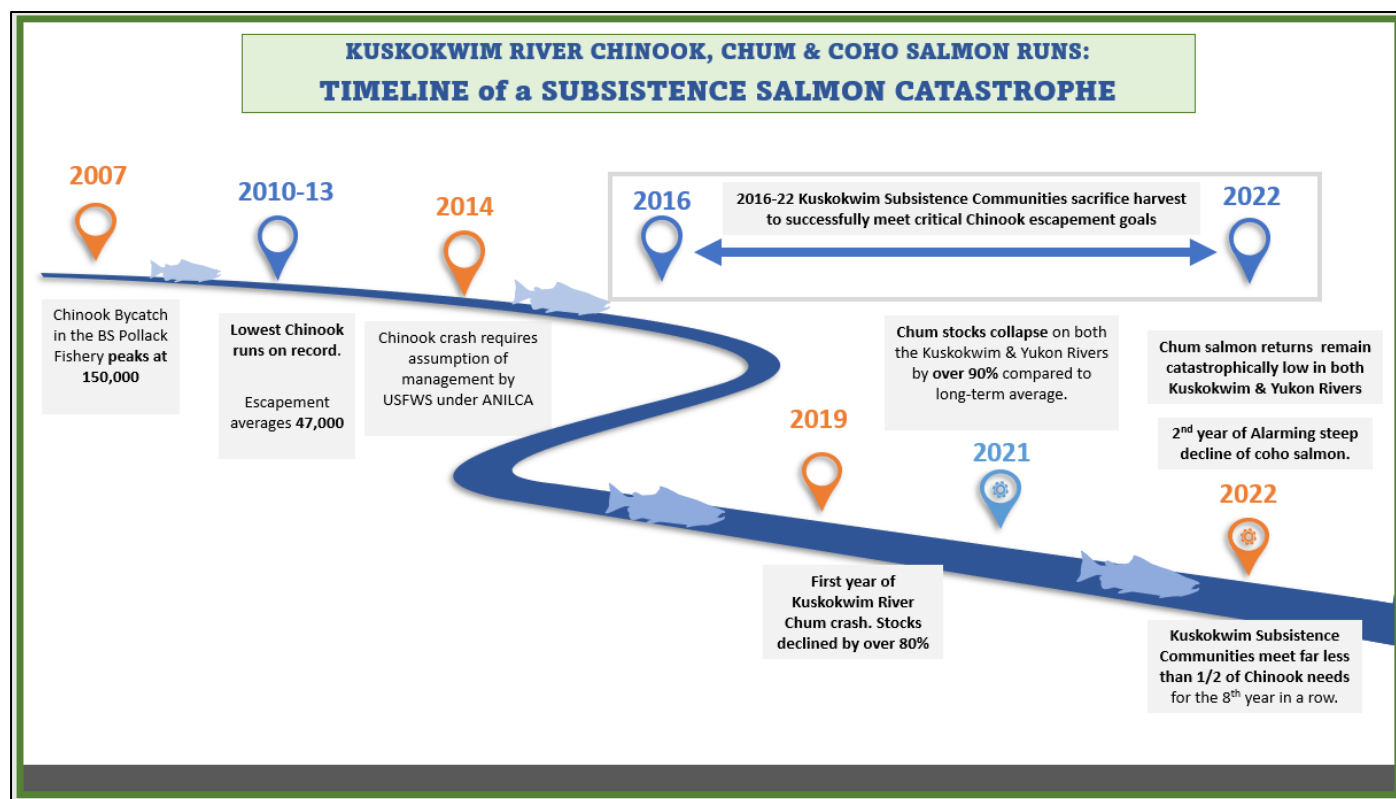 KUSKOKWIM RIVER CHINOOK, CHUM & COHO SALMON RUNS:
TIMELINE of a SUBSISTENCE SALMON CATASTROPHE
2007
Chinook Bycatch
in the BS Pollack
Fishery peaks at
150,000
2010-13
Lowest Chinook
runs on record.
Escapement
averages 47,000
2014
Chinook crash requires
assumption of
management by
USFWS under ANILCA
2016
2016-22 Kuskokwim Subsistence Communities sacrifice harvest
to successfully meet critical Chinook escapement goals
2022
2019
First year of
Kuskokwim River
Chum crash. Stocks
declined by over 80%
Chum stocks collapse on both
the Kuskokwim & Yukon Rivers
by over 90% compared to
long-term average.
2021
Chum salmon returns remain
catastrophically low in both
Kuskokwim & Yukon Rivers
2nd year of Alarming steep
decline of coho salmon.
2022
Kuskokwim Subsistence
Communities meet far less
than 1/2 of Chinook needs
for the 8th year in a row.